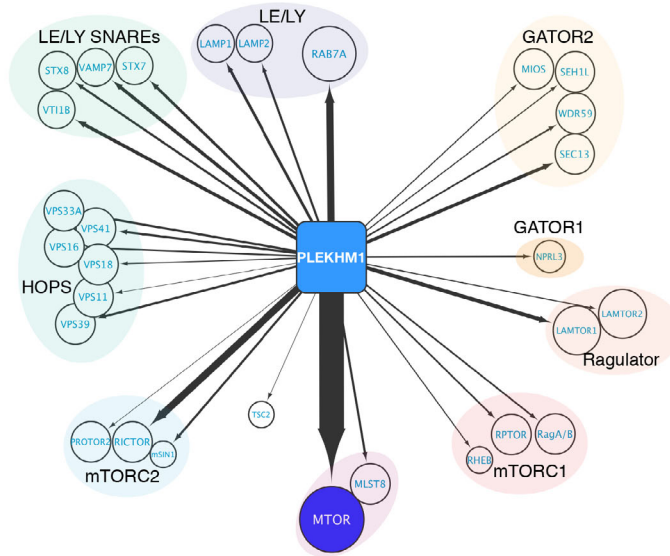 LE/LY
LE/LY SNAREs
GATOR2
LAMP1
LAMP2
RAB7A
STX8
VAMP7
STX7
VTI1B
MIOS
SEH1L
WDR59
SEC13
VPS33A
VPS41
VPS16
VPS18
HOPS
VPS11
VPS39
PLEKHM1
GATOR1
NPRL3
LAMTOR2
LAMTOR1
Ragulator
TSC2
PROTOR2
RICTOR
mSIN1
mTORC2
RPTOR
RagA/B
RHEB
mTORC1
MLST8
MTOR